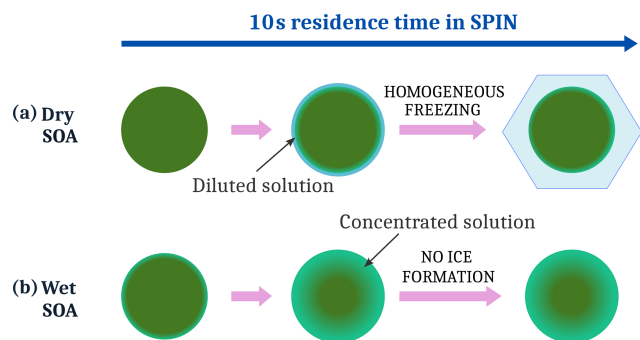 10s residence time in SPIN
(a) Dry
SOA
HOMOGENEOUS
FREEZING
Diluted solution
Concentrated solution
(b) Wet
SOA
NO ICE
FORMATION